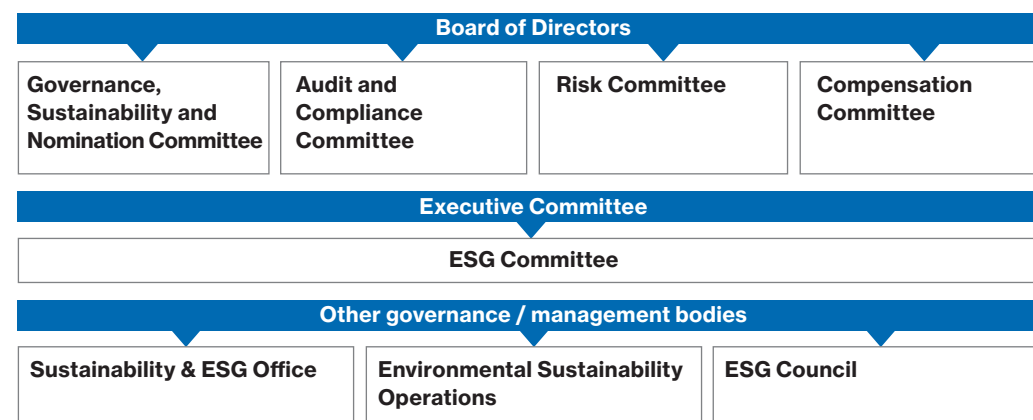 Board of Directors
Governance,
Sustainability and
Nomination Committee
Audit and
Compliance
Committee
Risk Committee
Compensation
Committee
Executive Committee
ESG Committee
Other governance / management bodies
Sustainability & ESG Office
Environmental Sustainability
Operations
ESG Council